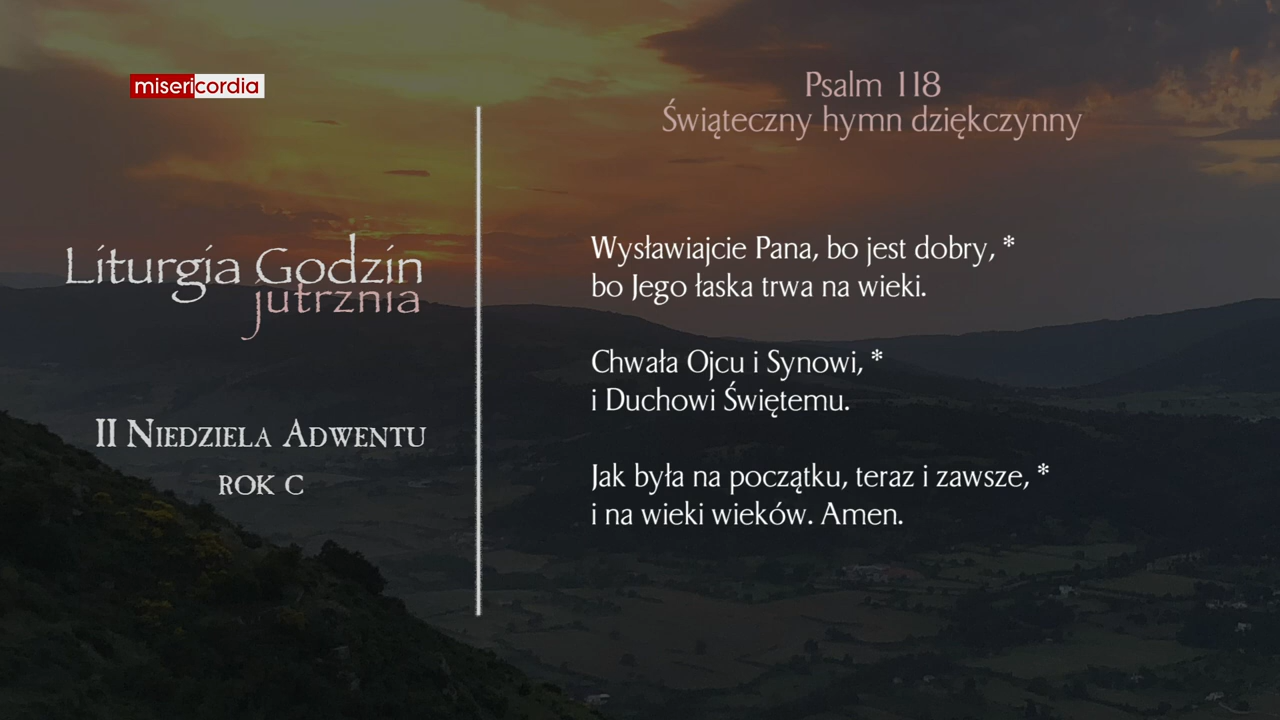 misericordia
Liturgia Godzin
jutrznia
II Niedziela Adwentu
rok C
Psalm 118
Świąteczny hymn dziękczynny
Wysławiajcie Pana, bo jest dobry, *
bo Jego łaska trwa na wieki.
Chwała Ojcu i Synowi, *
i Duchowi Świętemu.
Jak była na początku, teraz i zawsze, *
i na wieki wieków. Amen.